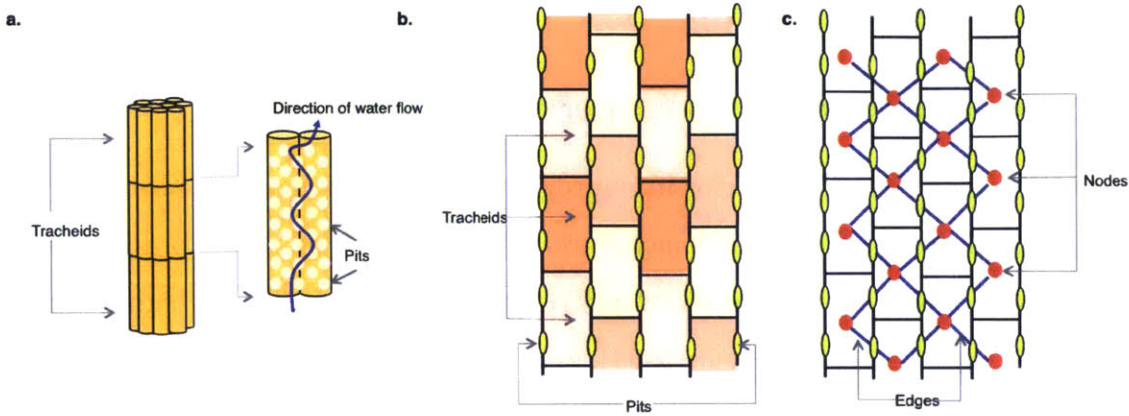 a.
Direction of water flow
Tracheids
Pits
b.
Tracheids
Pits
c.
Nodes
Edges